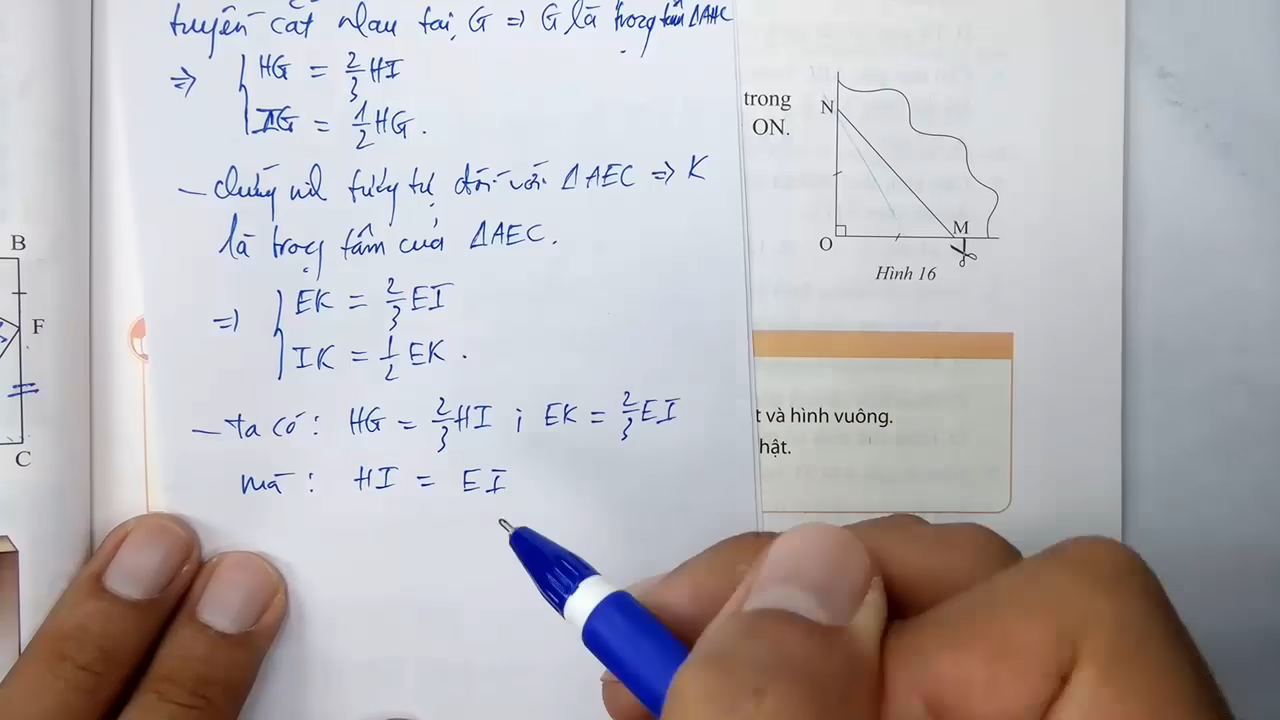 tuyến cắt nhau tại G => G là trọng tâm ΔAHC
=> { HG = 2/3 HI
IG = 1/2 HG.
- chứng minh tương tự đối với ΔAEC => K
là trọng tâm của ΔAEC.
=> { EK = 2/3 EI
IK = 1/2 EK.
- ta có: HG = 2/3 HI ; EK = 2/3 EI
mà: HI = EI
B
F
C
trong
ON.
N
O
M
Hình 16
t và hình vuông.
hật.